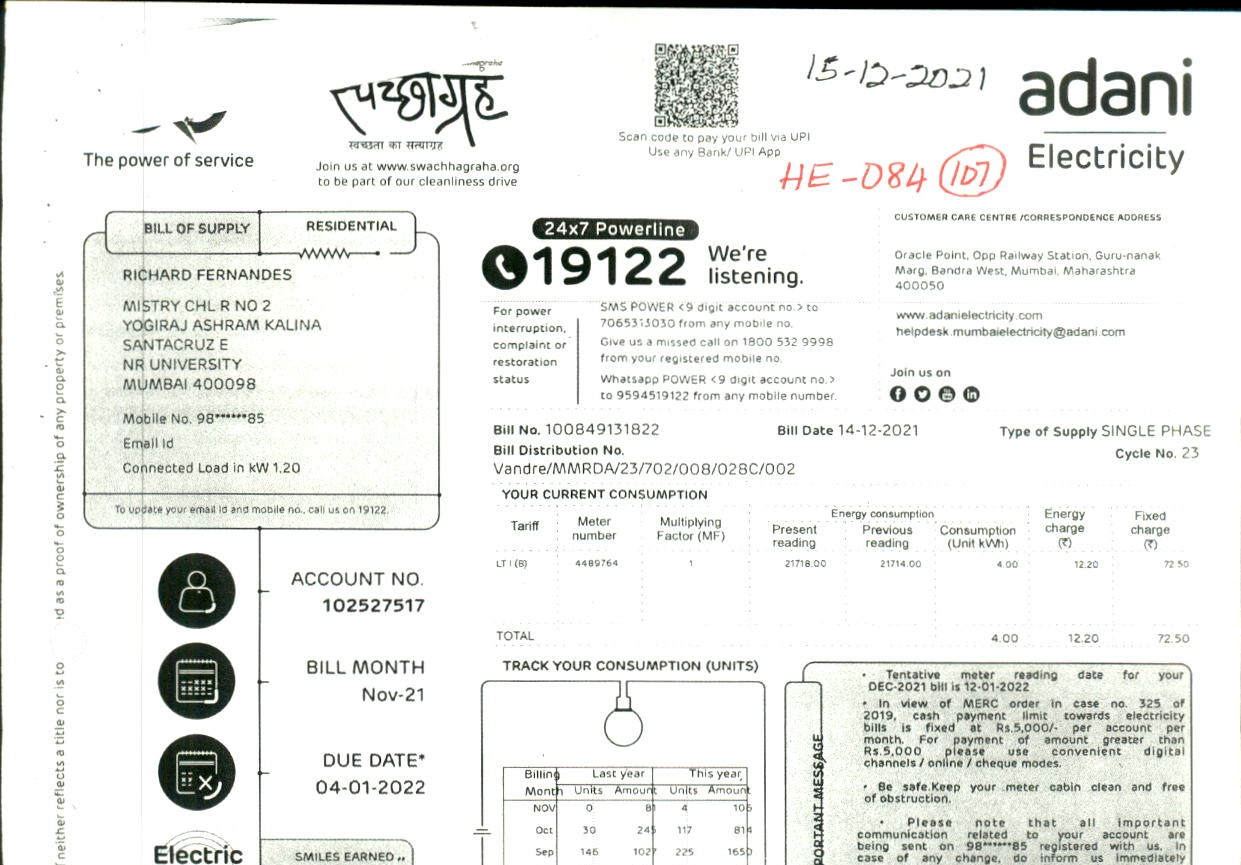 15-12-2021
adani
Electricity
स्वच्छाग्रह
स्वच्छता का सत्याग्रह
The power of service
Join us at www.swachhagraha.org
to be part of our cleanliness drive
Scan code to pay your bill via UPI
Use any Bank/ UPI App
HE-084 (107)
BILL OF SUPPLY
RESIDENTIAL
RICHARD FERNANDES
MISTRY CHL R NO 2
YOGIRAJ ASHRAM KALINA
SANTACRUZ E
NR UNIVERSITY
MUMBAI 400098
Mobile No. 98******85
Email Id
Connected Load in kW 1.20
To update your email id and mobile no., call us on 19122.
24x7 Powerline
19122 We're
listening.
For power
interruption,
complaint or
restoration
status
SMS POWER <9 digit account no.> to
7065313030 from any mobile no.
Give us a missed call on 1800 532 9998
from your registered mobile no.
Whatsapp POWER <9 digit account no.>
to 9594519122 from any mobile number.
CUSTOMER CARE CENTRE /CORRESPONDENCE ADDRESS
Oracle Point, Opp Railway Station, Guru-nanak
Marg, Bandra West, Mumbai, Maharashtra
400050
www.adanielectricity.com
helpdesk.mumbaielectricity@adani.com
Join us on
Bill No. 100849131822 Bill Date 14-12-2021 Type of Supply SINGLE PHASE
Bill Distribution No. Cycle No. 23
Vandre/MMRDA/23/702/008/028C/002
YOUR CURRENT CONSUMPTION
Tariff Meter number Multiplying Factor (MF) Energy consumption Present reading Previous reading Consumption (Unit kWh) Energy charge (₹) Fixed charge (₹)
LT I (B) 4489764 1 21718.00 21714.00 4.00 12.20 72.50
TOTAL 4.00 12.20 72.50
ACCOUNT NO.
102527517
BILL MONTH
Nov-21
DUE DATE*
04-01-2022
Electric
SMILES EARNED
TRACK YOUR CONSUMPTION (UNITS)
Billing Last year This year
Month Units Amount Units Amount
NOV 0 81 4 106
Oct 30 245 117 814
Sep 146 1027 225 1650
PORTANT MESSAGE
• Tentative meter reading date for your
DEC-2021 bill is 12-01-2022
• In view of MERC order in case no. 325 of
2019, cash payment limit towards electricity
bills is fixed at Rs.5,000/- per account per
month. For payment of amount greater than
Rs.5,000 please use convenient digital
channels / online / cheque modes.
• Be safe.Keep your meter cabin clean and free
of obstruction.
• Please note that all important
communication related to your account are
being sent on 98******85 registered with us. In
case of any change, do inform us immediately
neither reflects a title nor is to
d as a proof of ownership of any property or premises.